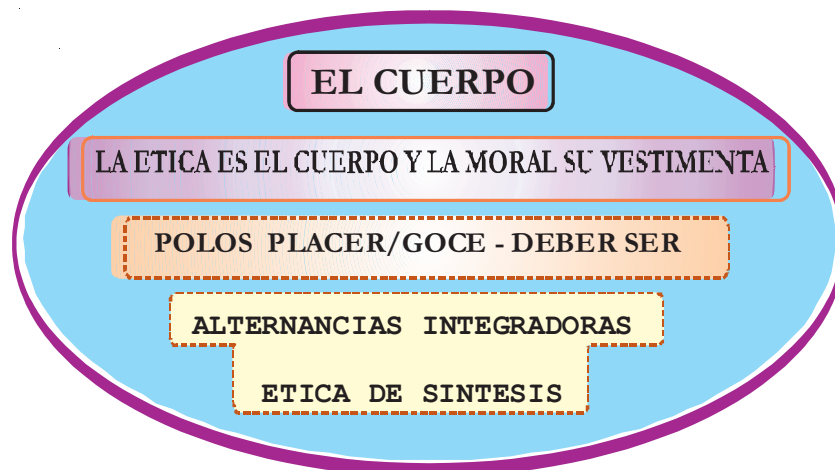 EL CUERPO
LA ETICA ES EL CUERPO Y LA MORAL SU VESTIMENTA
POLOS PLACER/GOCE - DEBER SER
ALTERNANCIAS INTEGRADORAS
ETICA DE SINTESIS